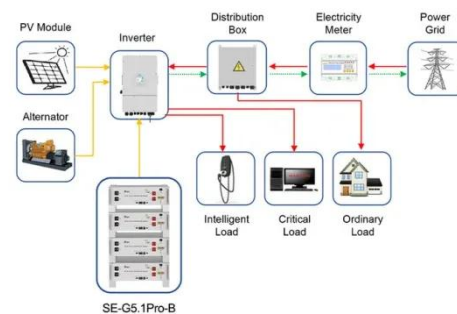 PV Module
Inverter
Distribution
Box
Electricity
Meter
Power
Grid
Alternator
Intelligent
Load
Critical
Load
Ordinary
Load
SE-G5.1Pro-B